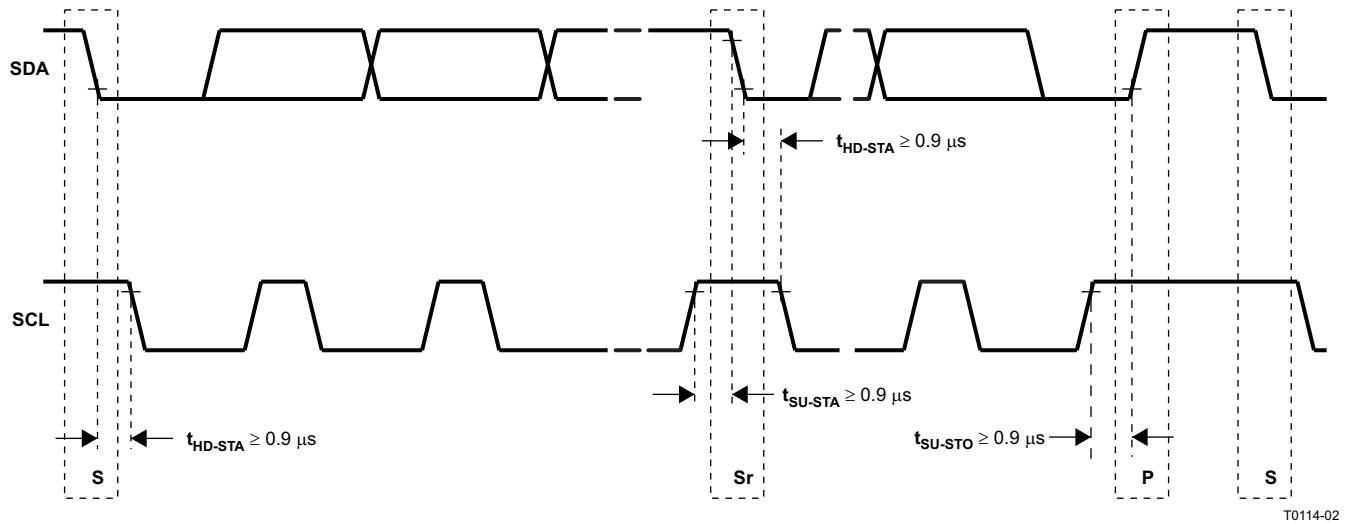 SDA
t_HD-STA ≥ 0.9 μs
SCL
t_SU-STA ≥ 0.9 μs
t_HD-STA ≥ 0.9 μs
t_SU-STO ≥ 0.9 μs
S
Sr
P
S
T0114-02